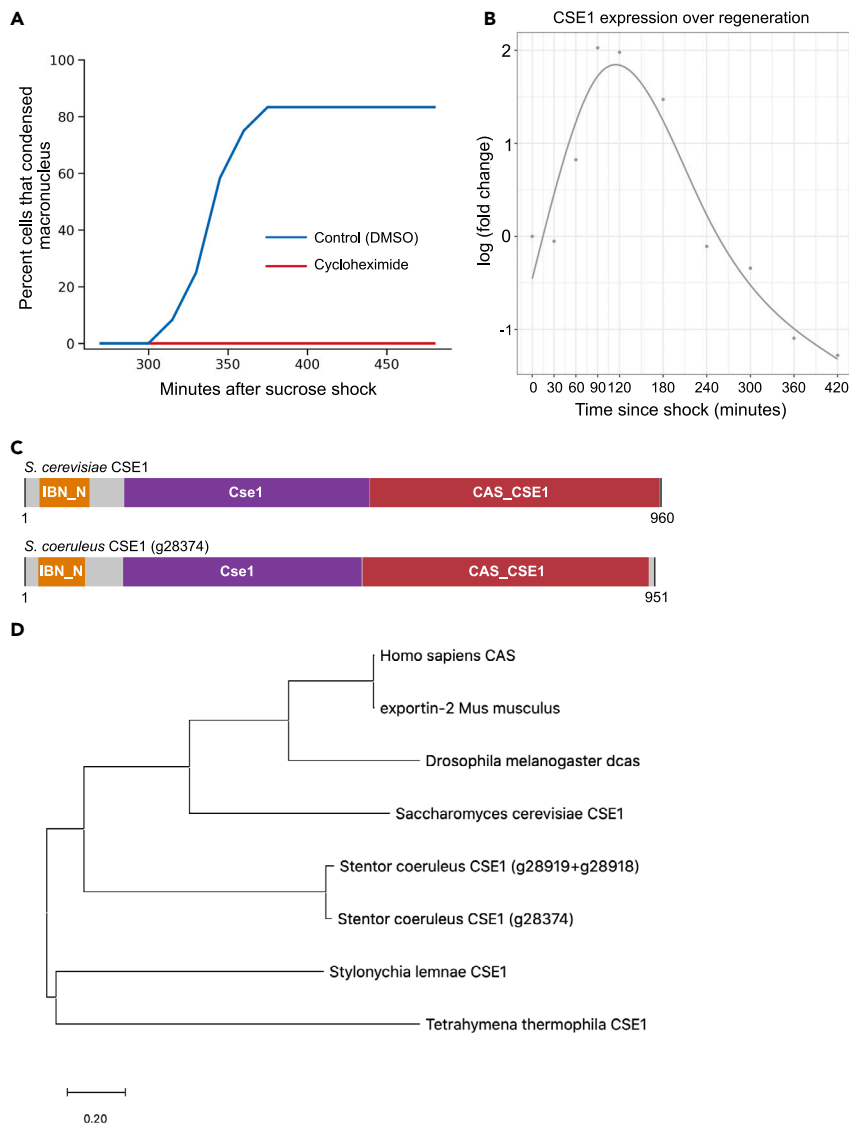 A
100
80
60
40
20
0
Percent cells that condensed
macronucleus
Control (DMSO)
Cycloheximide
300
350
400
450
Minutes after sucrose shock
B
CSE1 expression over regeneration
2
1
0
-1
log (fold change)
0 30 60 90 120 180 240 300 360 420
Time since shock (minutes)
C
S. cerevisiae CSE1
IBN_N Cse1 CAS_CSE1
1 960
S. coeruleus CSE1 (g28374)
IBN_N Cse1 CAS_CSE1
1 951
D
Homo sapiens CAS
exportin-2 Mus musculus
Drosophila melanogaster dcas
Saccharomyces cerevisiae CSE1
Stentor coeruleus CSE1 (g28919+g28918)
Stentor coeruleus CSE1 (g28374)
Stylonychia lemnae CSE1
Tetrahymena thermophila CSE1
0.20